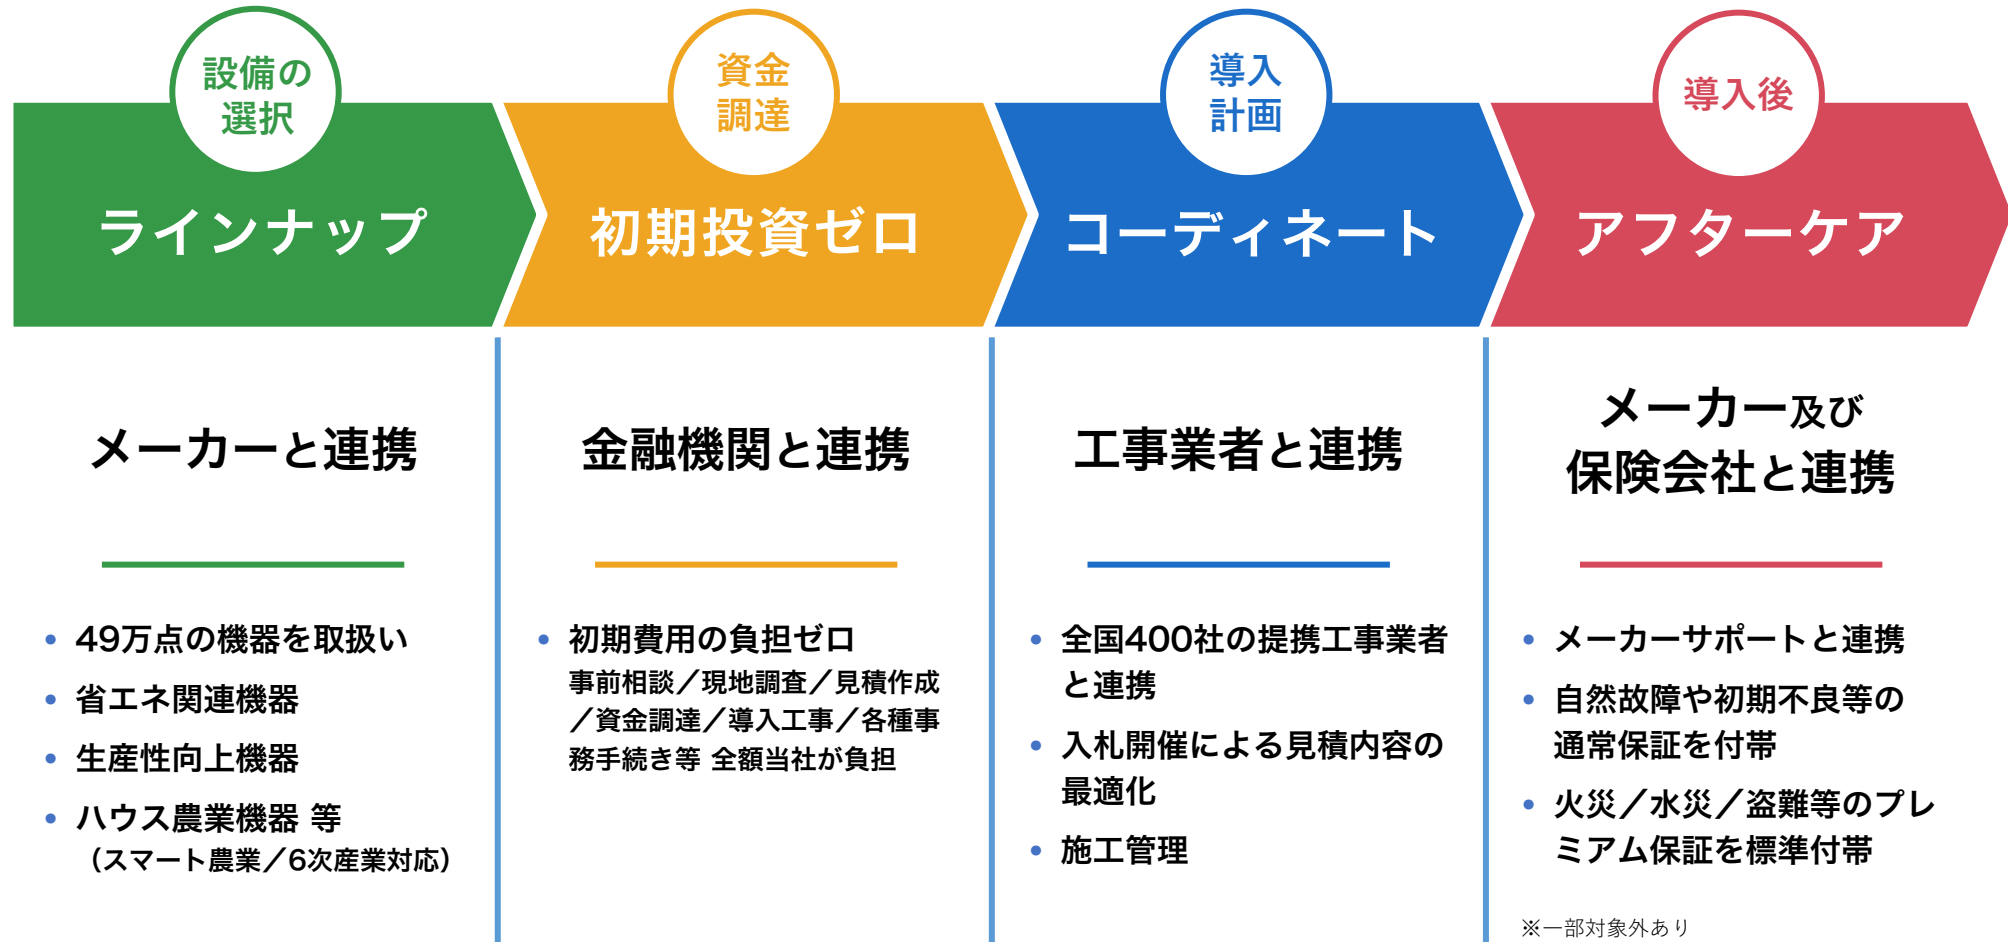 設備の
選択
ラインナップ
メーカーと連携
• 49万点の機器を取扱い
• 省エネ関連機器
• 生産性向上機器
• ハウス農業機器 等
（スマート農業／6次産業対応）
資金
調達
初期投資ゼロ
金融機関と連携
• 初期費用の負担ゼロ
事前相談／現地調査／見積作成
／資金調達／導入工事／各種事
務手続き等 全額当社が負担
導入
計画
コーディネート
工事業者と連携
• 全国400社の提携工事業者
と連携
• 入札開催による見積内容の
最適化
• 施工管理
導入後
アフターケア
メーカー及び
保険会社と連携
• メーカーサポートと連携
• 自然故障や初期不良等の
通常保証を付帯
• 火災／水災／盗難等のプレ
ミアム保証を標準付帯
※一部対象外あり